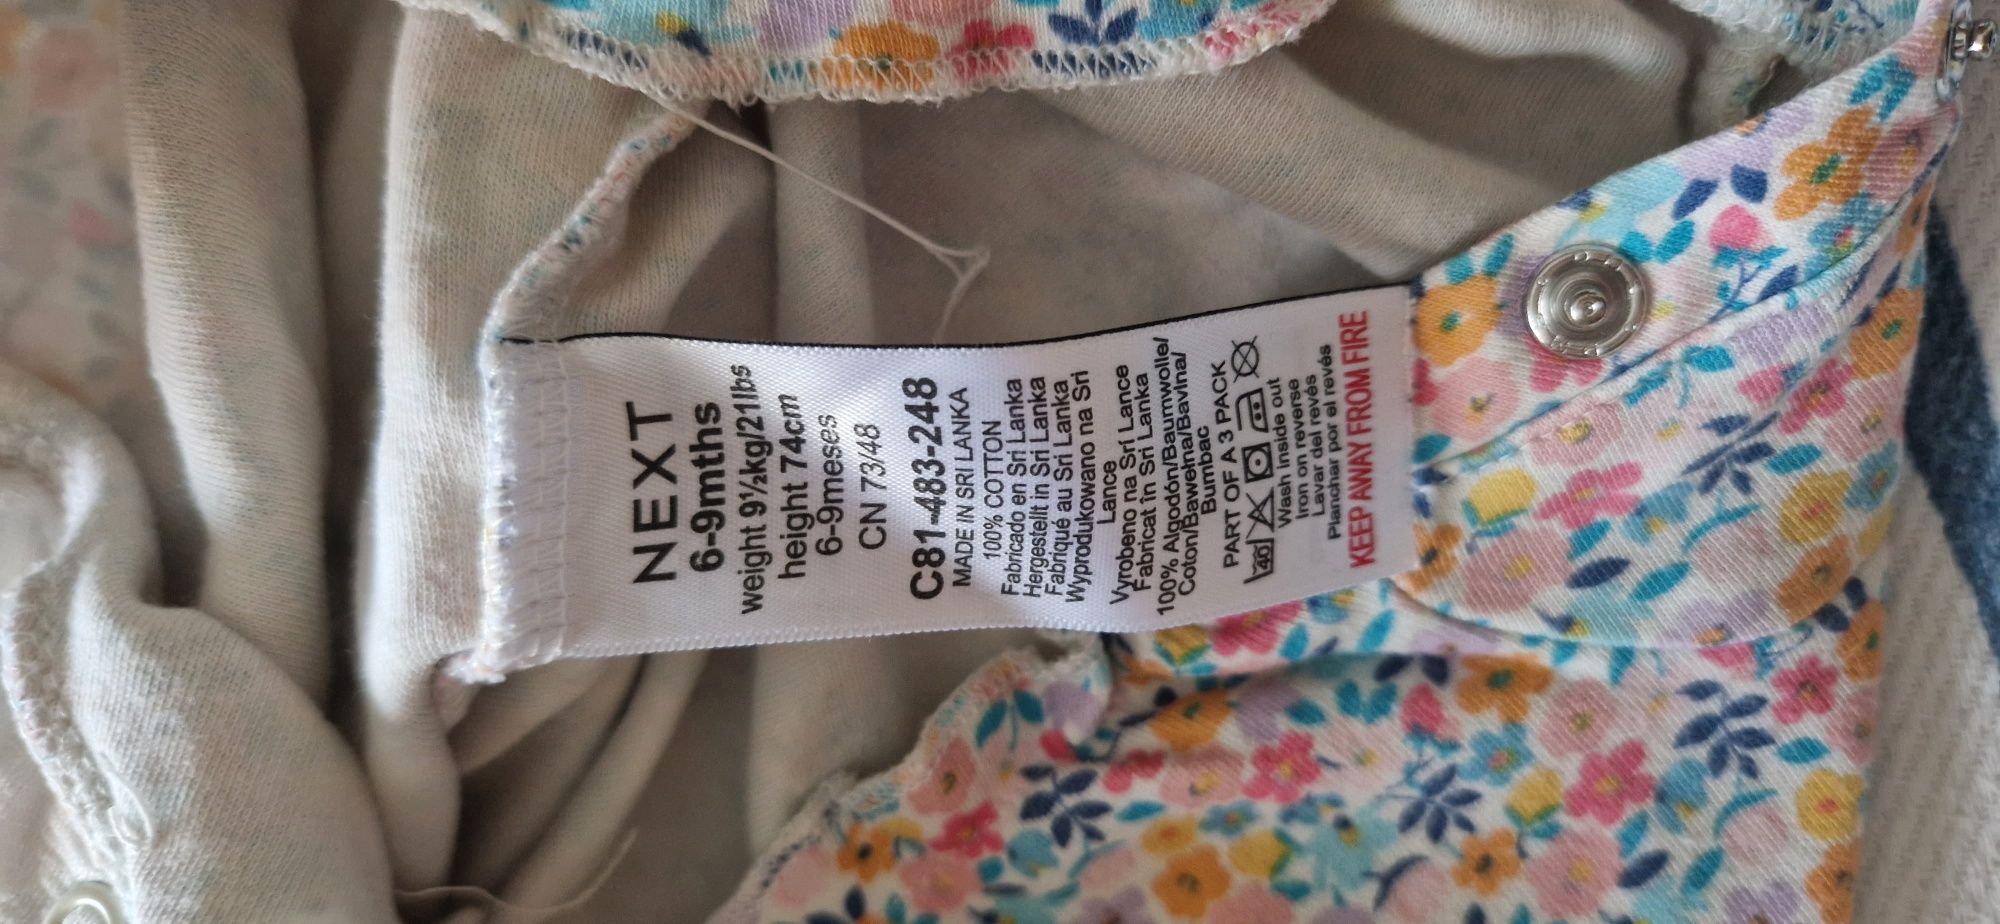 NEXT
6-9mths
weight 9½kg/21lbs
height 74cm
6-9meses
CN 73/48
C81-483-248
MADE IN SRI LANKA
100% COTTON
Fabricado en Sri Lanka
Hergestellt in Sri Lanka
Fabriqué au Sri Lanka
Wyprodukowano na Sri
Lance
Vyrobeno na Srí Lance
Fabricat în Sri Lanka
100% Algodón/Baumwolle/
Coton/Bawełna/Bavlna/
Bumbac
PART OF A 3 PACK
40
Wash inside out
Iron on reverse
Lavar del revés
Planchar por el revés
KEEP AWAY FROM FIRE